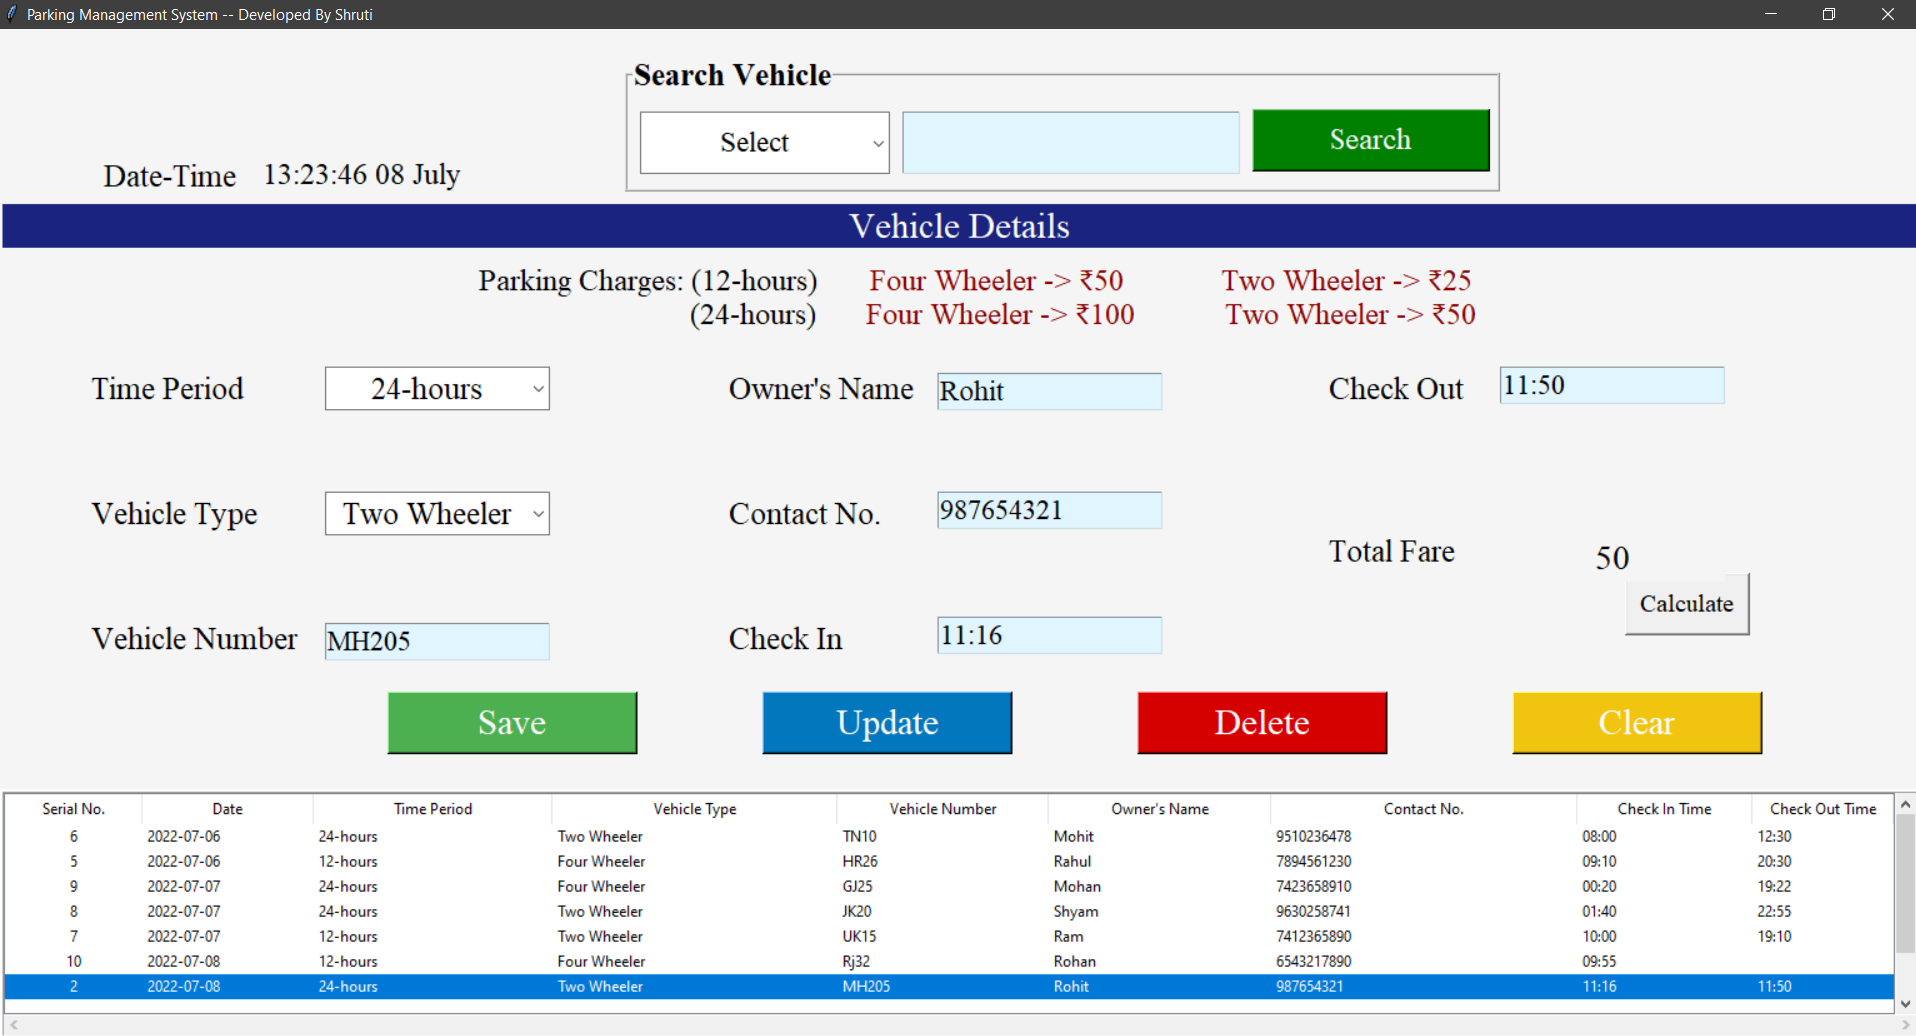 Parking Management System -- Developed By Shruti
Search Vehicle
Select Search
Date-Time 13:23:46 08 July
Vehicle Details
Parking Charges: (12-hours) Four Wheeler -> ₹50 Two Wheeler -> ₹25
(24-hours) Four Wheeler -> ₹100 Two Wheeler -> ₹50
Time Period 24-hours Owner's Name Rohit Check Out 11:50
Vehicle Type Two Wheeler Contact No. 987654321
Total Fare 50
Calculate
Vehicle Number MH205 Check In 11:16
Save Update Delete Clear
Serial No. Date Time Period Vehicle Type Vehicle Number Owner's Name Contact No. Check In Time Check Out Time
6 2022-07-06 24-hours Two Wheeler TN10 Mohit 9510236478 08:00 12:30
5 2022-07-06 12-hours Four Wheeler HR26 Rahul 7894561230 09:10 20:30
9 2022-07-07 24-hours Four Wheeler GJ25 Mohan 7423658910 00:20 19:22
8 2022-07-07 24-hours Two Wheeler JK20 Shyam 9630258741 01:40 22:55
7 2022-07-07 12-hours Two Wheeler UK15 Ram 7412365890 10:00 19:10
10 2022-07-08 12-hours Four Wheeler Rj32 Rohan 6543217890 09:55
2 2022-07-08 24-hours Two Wheeler MH205 Rohit 987654321 11:16 11:50